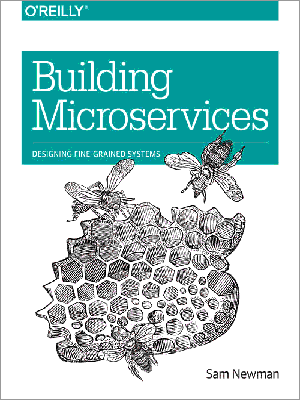 O'REILLY®
Building
Microservices
DESIGNING FINE-GRAINED SYSTEMS
Sam Newman